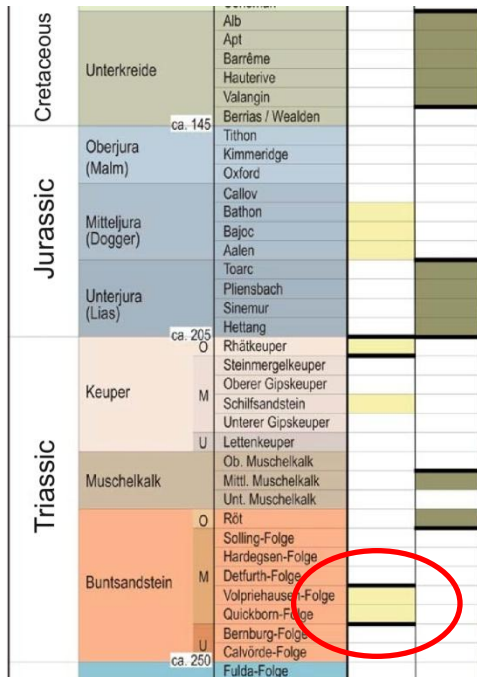 Cretaceous
Unterkreide
Alb
Apt
Barrême
Hauterive
Valangin
Berrias / Wealden
ca. 145
Jurassic
Oberjura
(Malm)
Tithon
Kimmeridge
Oxford
Mitteljura
(Dogger)
Callov
Bathon
Bajoc
Aalen
Unterjura
(Lias)
Toarc
Pliensbach
Sinemur
Hettang
ca. 205
Triassic
Keuper
O
Rhätkeuper
M
Steinmergelkeuper
Oberer Gipskeuper
Schilfsandstein
Unterer Gipskeuper
U
Lettenkeuper
Muschelkalk
Ob. Muschelkalk
Mittl. Muschelkalk
Unt. Muschelkalk
Buntsandstein
O
Röt
M
Solling-Folge
Hardegsen-Folge
Detfurth-Folge
Volpriehausen-Folge
Quickborn-Folge
U
Bernburg-Folge
Calvörde-Folge
ca. 250
Fulda-Folge